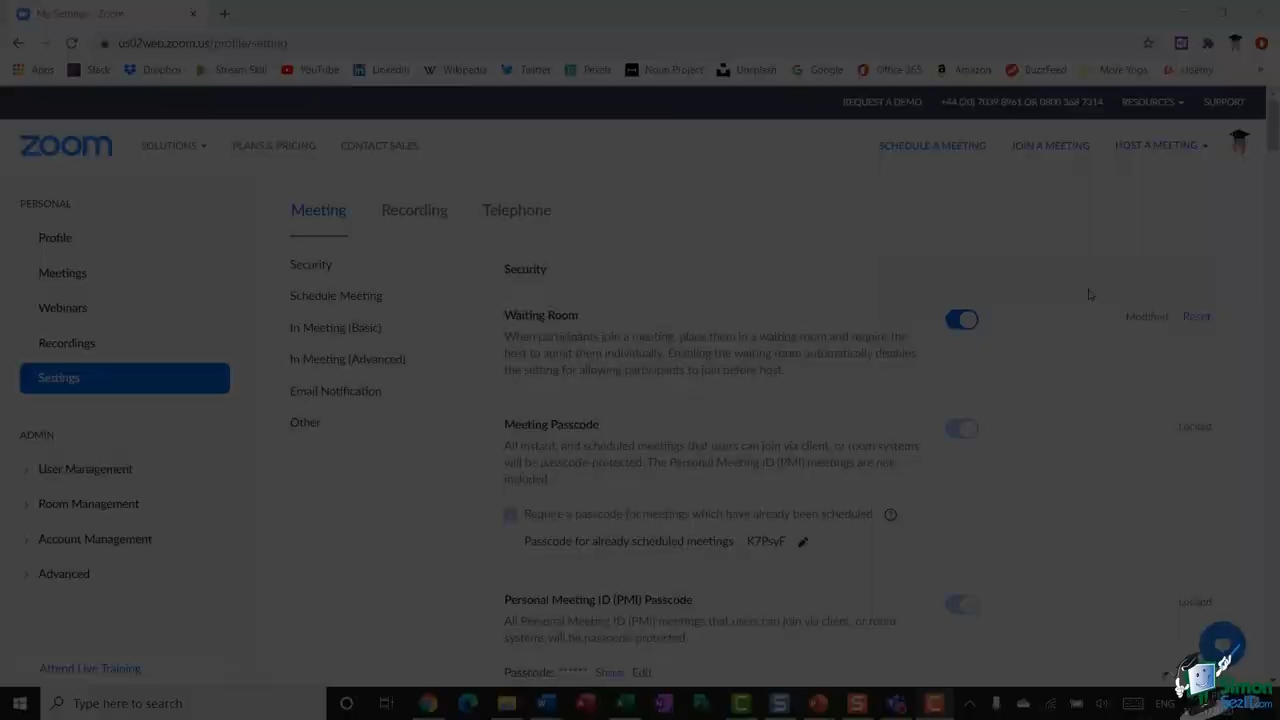 My Settings - Zoom
us02web.zoom.us/profile/setting
Apps Slack Dropbox Stream Skill YouTube LinkedIn Wikipedia Twitter Pexels Noun Project Unsplash Google Office 365 Amazon BuzzFeed More Yoga Udemy
REQUEST A DEMO +44 (20) 7039 8961 OR 0800 368 7314 RESOURCES SUPPORT
zoom SOLUTIONS PLANS & PRICING CONTACT SALES SCHEDULE A MEETING JOIN A MEETING HOST A MEETING
PERSONAL
Profile
Meetings
Webinars
Recordings
Settings
ADMIN
User Management
Room Management
Account Management
Advanced
Attend Live Training
Meeting Recording Telephone
Security
Schedule Meeting
In Meeting (Basic)
In Meeting (Advanced)
Email Notification
Other
Security
Waiting Room
Modified Reset
When participants join a meeting, place them in a waiting room and require the
host to admit them individually. Enabling the waiting room automatically disables
the setting for allowing participants to join before host.
Meeting Passcode
Locked
All instant, and scheduled meetings that users can join via client, or room systems
will be passcode-protected. The Personal Meeting ID (PMI) meetings are not
included.
Require a passcode for meetings which have already been scheduled
Passcode for already scheduled meetings K7PsyF
Personal Meeting ID (PMI) Passcode
Locked
All Personal Meeting ID (PMI) meetings that users can join via client, or room
systems will be passcode-protected.
Passcode: ****** Show Edit
Type here to search
ENG
Simon
SezIt.com